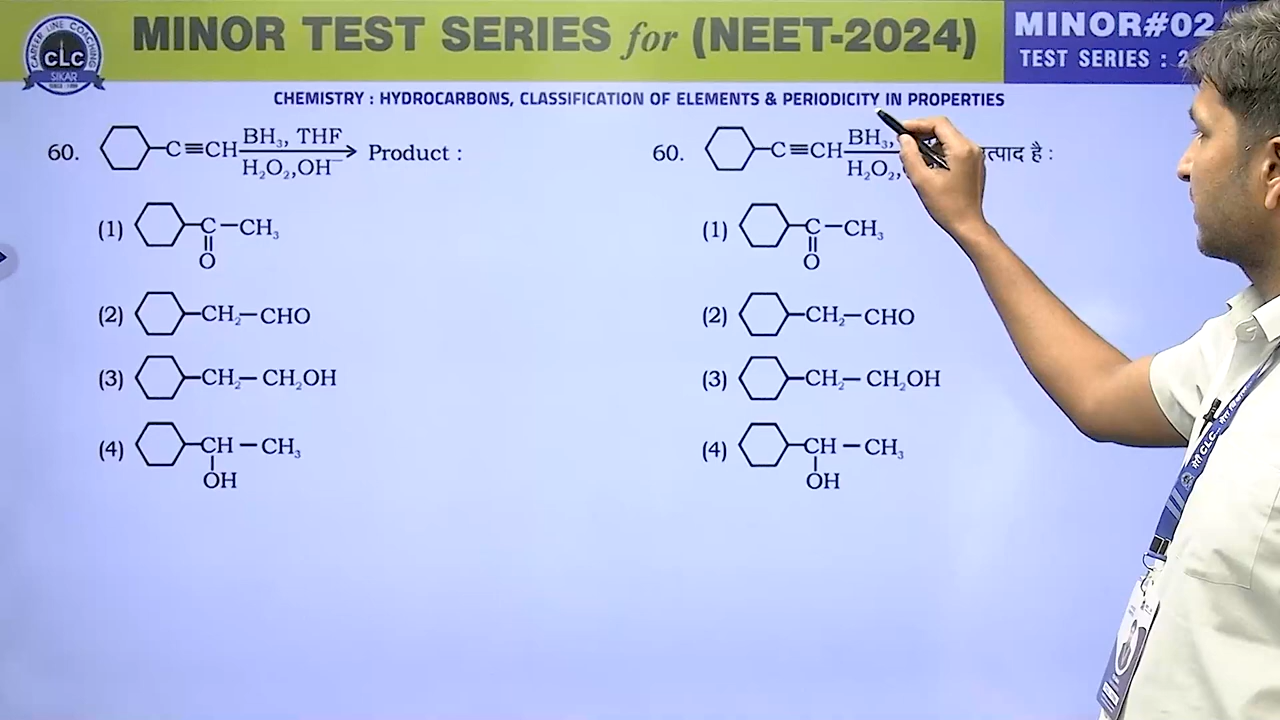 CAREER LINE COACHING
CLC
SIKAR
SINCE : 1996
MINOR TEST SERIES for (NEET-2024)
MINOR#02
TEST SERIES : 2
CHEMISTRY : HYDROCARBONS, CLASSIFICATION OF ELEMENTS & PERIODICITY IN PROPERTIES
60. C≡CH BH₃, THF H₂O₂,OH⁻ Product :
(1) C−CH₃
O
(2) CH₂−CHO
(3) CH₂−CH₂OH
(4) CH−CH₃
OH
60. C≡CH BH₃, H₂O₂, है :
(1) C−CH₃
O
(2) CH₂−CHO
(3) CH₂−CH₂OH
(4) CH−CH₃
OH
CLC